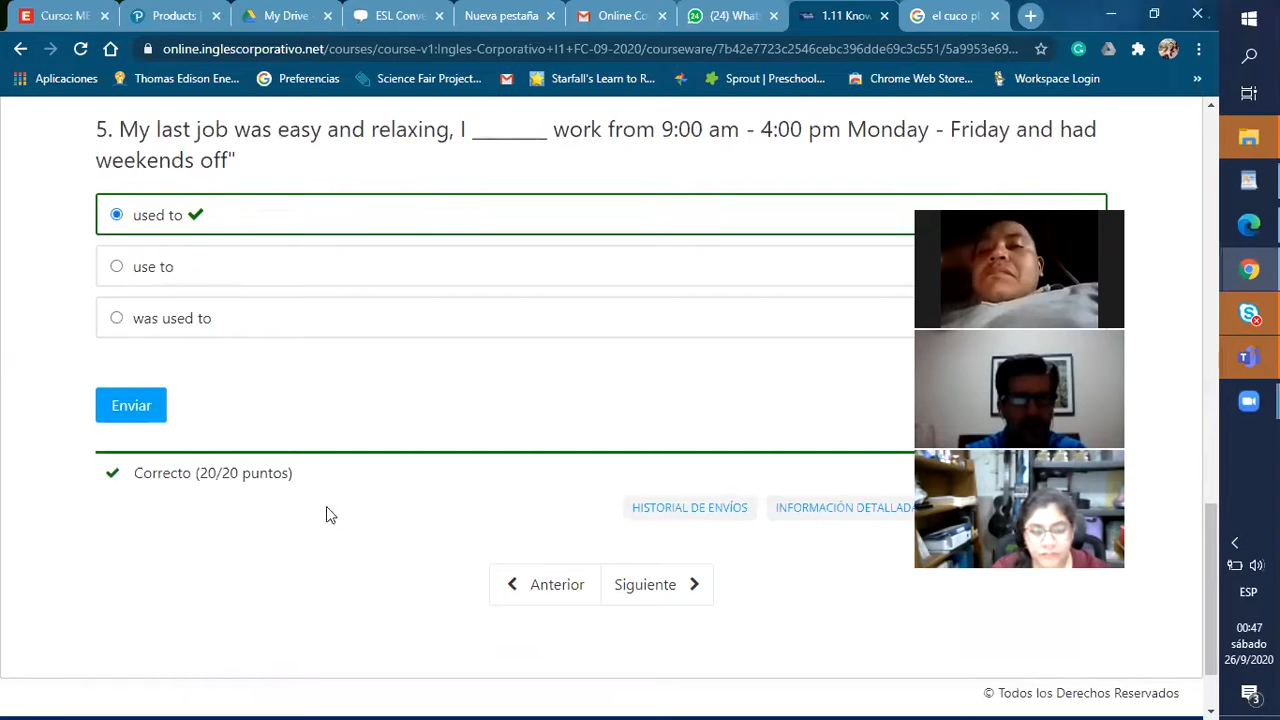 Curso: ME
Products |
My Drive -
ESL Conve
Nueva pestaña
Online Co
(24) What
1.11 Know
el cuco pl
online.inglescorporativo.net/courses/course-v1:Ingles-Corporativo+I1+FC-09-2020/courseware/7b42e7723c2546cebc396dde69c3c551/5a9953e69...
Aplicaciones
Thomas Edison Ene...
Preferencias
Science Fair Project...
Starfall's Learn to R...
Sprout | Preschool...
Chrome Web Store...
Workspace Login
»
5. My last job was easy and relaxing, I _______ work from 9:00 am - 4:00 pm Monday - Friday and had
weekends off"
used to
use to
was used to
Enviar
Correcto (20/20 puntos)
HISTORIAL DE ENVÍOS
INFORMACIÓN DETALLADA
Anterior
Siguiente
© Todos los Derechos Reservados
ESP
00:47
sábado
26/9/2020
3